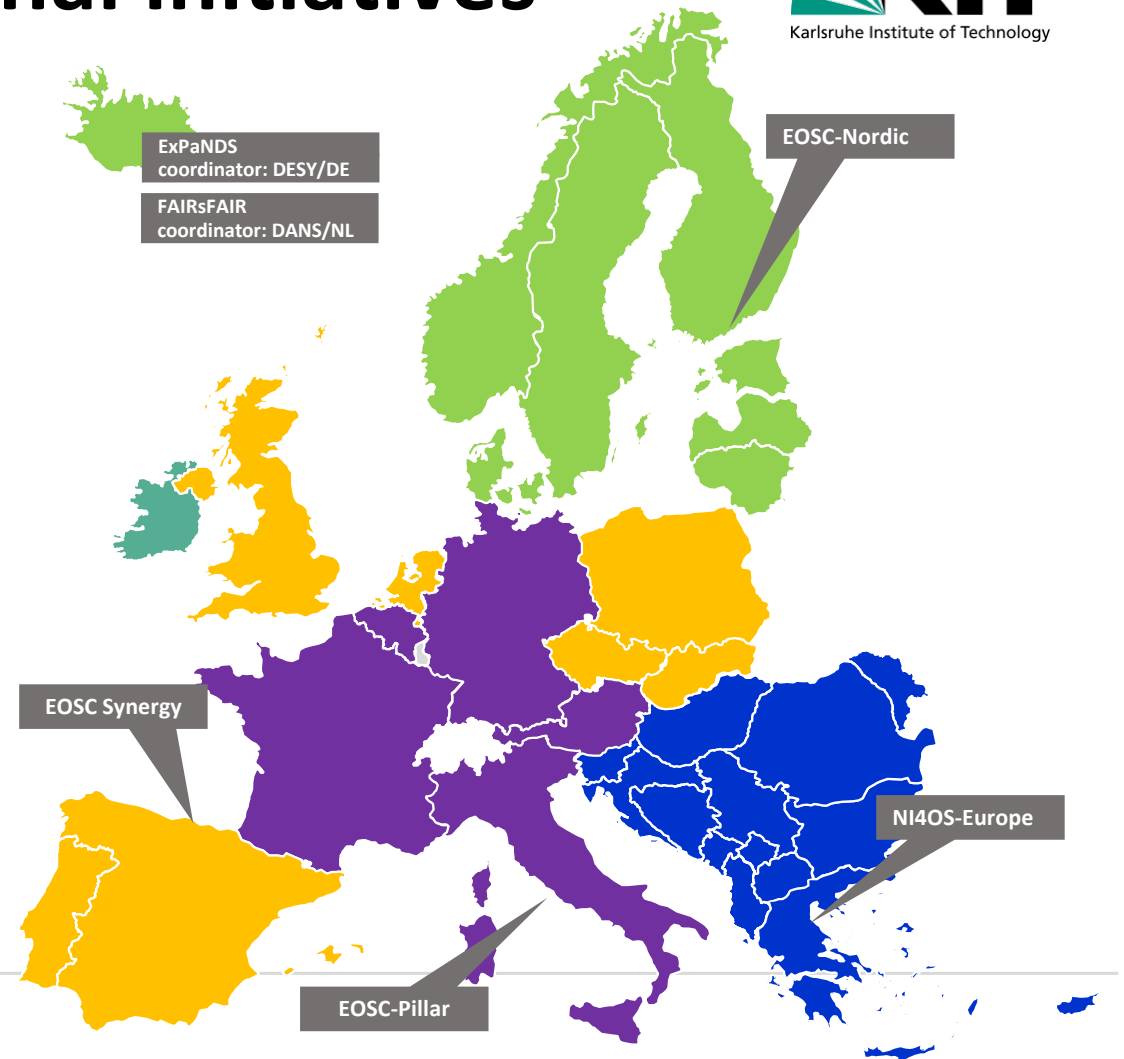 Karlsruhe Institute of Technology
ExPaNDS
coordinator: DESY/DE
FAIRsFAIR
coordinator: DANS/NL
EOSC-Nordic
EOSC Synergy
NI4OS-Europe
EOSC-Pillar